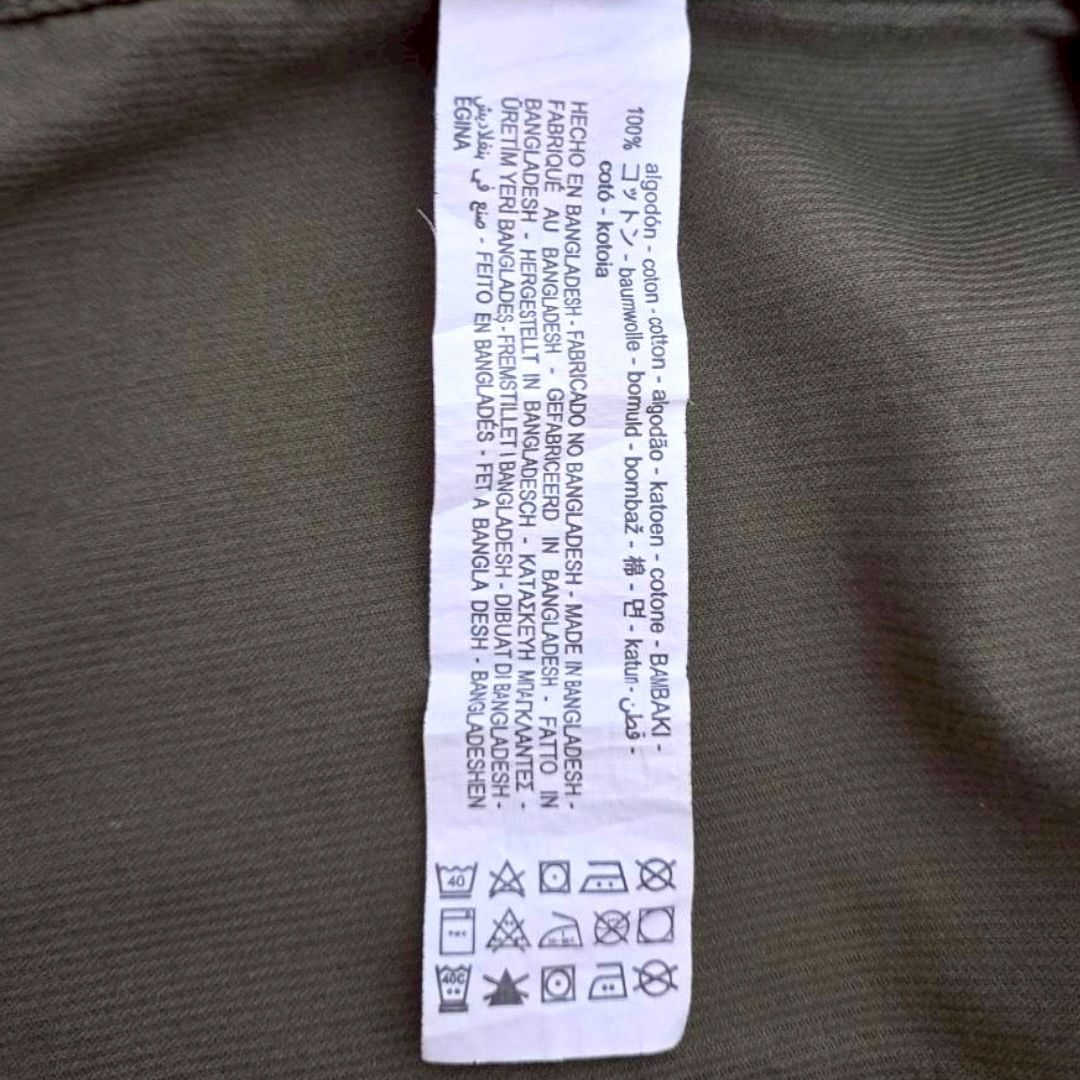 algodón - coton - cotton - algodão - katoen - cotone - BAMBAKI -
100% コットン - baumwolle - bomuld - bombaž - 棉 - 면 - katun - قطن -
cotó - kotoia
HECHO EN BANGLADESH - FABRICADO NO BANGLADESH - MADE IN BANGLADESH -
FABRIQUÉ AU BANGLADESH - GEFABRICEERD IN BANGLADESH - FATTO IN
BANGLADESH - HERGESTELLT IN BANGLADESCH - ΚΑΤΑΣΚΕΥΗ ΜΠΑΓΚΛΑΝΤΕΣ -
ÜRETİM YERİ BANGLADEŞ - FREMSTILLET I BANGLADESH - DIBUAT DI BANGLADESH -
صنع في بنغلاديش - FEITO EN BANGLADÉS - FET A BANGLA DESH - BANGLADESHEN
EGINA
40
40C